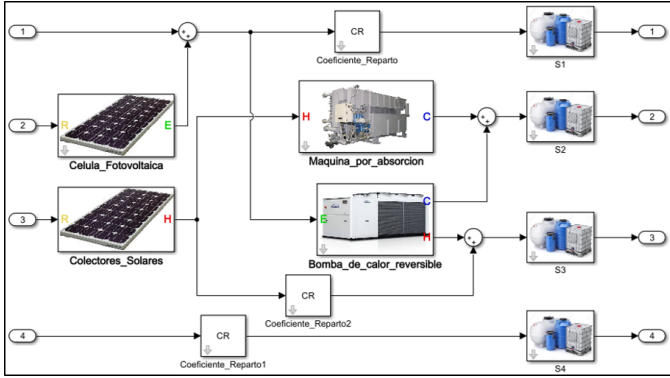 1
CR
Coeficiente_Reparto
S1
1
2
R
E
Celula_Fotovoltaica
H
C
Maquina_por_absorcion
S2
2
3
R
H
Colectores_Solares
E
C
H
Bomba_de_calor_reversible
S3
3
CR
Coeficiente_Reparto2
4
CR
Coeficiente_Reparto1
S4
4